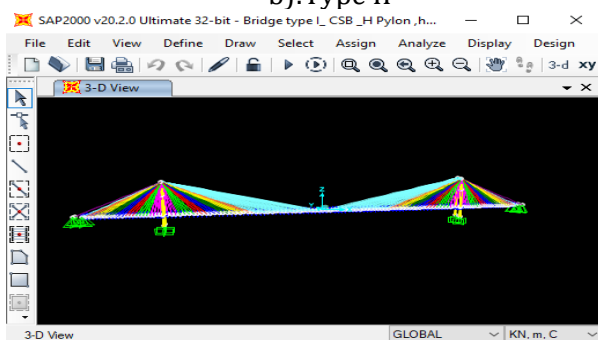 b).Type II
SAP2000 v20.2.0 Ultimate 32-bit - Bridge type I_ CSB _H Pylon ,h...
File Edit View Define Draw Select Assign Analyze Display Design
3-d xy
3-D View
Z
3-D View GLOBAL KN, m, C